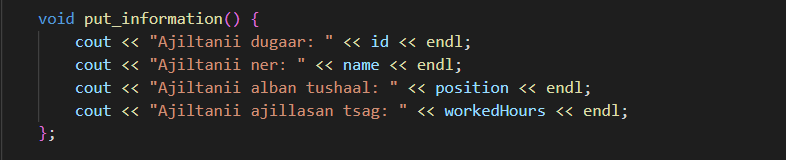 void put_information() {
cout << "Ajiltanii dugaar: " << id << endl;
cout << "Ajiltanii ner: " << name << endl;
cout << "Ajiltanii alban tushaal: " << position << endl;
cout << "Ajiltanii ajillasan tsag: " << workedHours << endl;
};